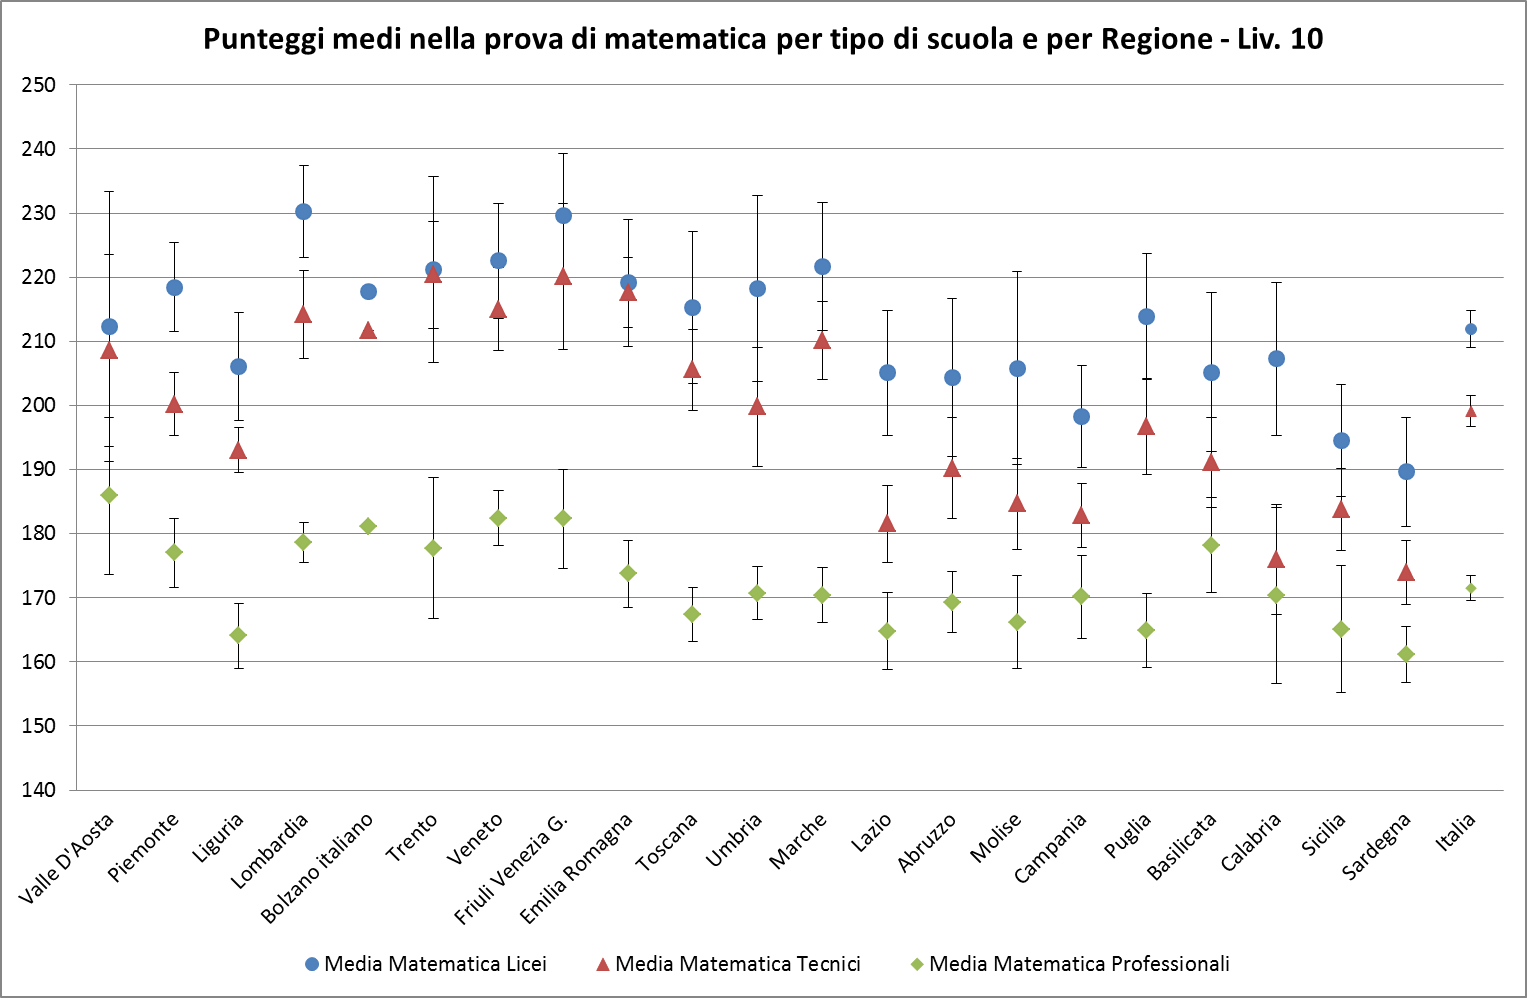 Punteggi medi nella prova di matematica per tipo di scuola e per Regione - Liv. 10
250
240
230
220
210
200
190
180
170
160
150
140
Valle D'Aosta
Piemonte
Liguria
Lombardia
Bolzano italiano
Trento
Veneto
Friuli Venezia G.
Emilia Romagna
Toscana
Umbria
Marche
Lazio
Abruzzo
Molise
Campania
Puglia
Basilicata
Calabria
Sicilia
Sardegna
Italia
Media Matematica Licei
Media Matematica Tecnici
Media Matematica Professionali